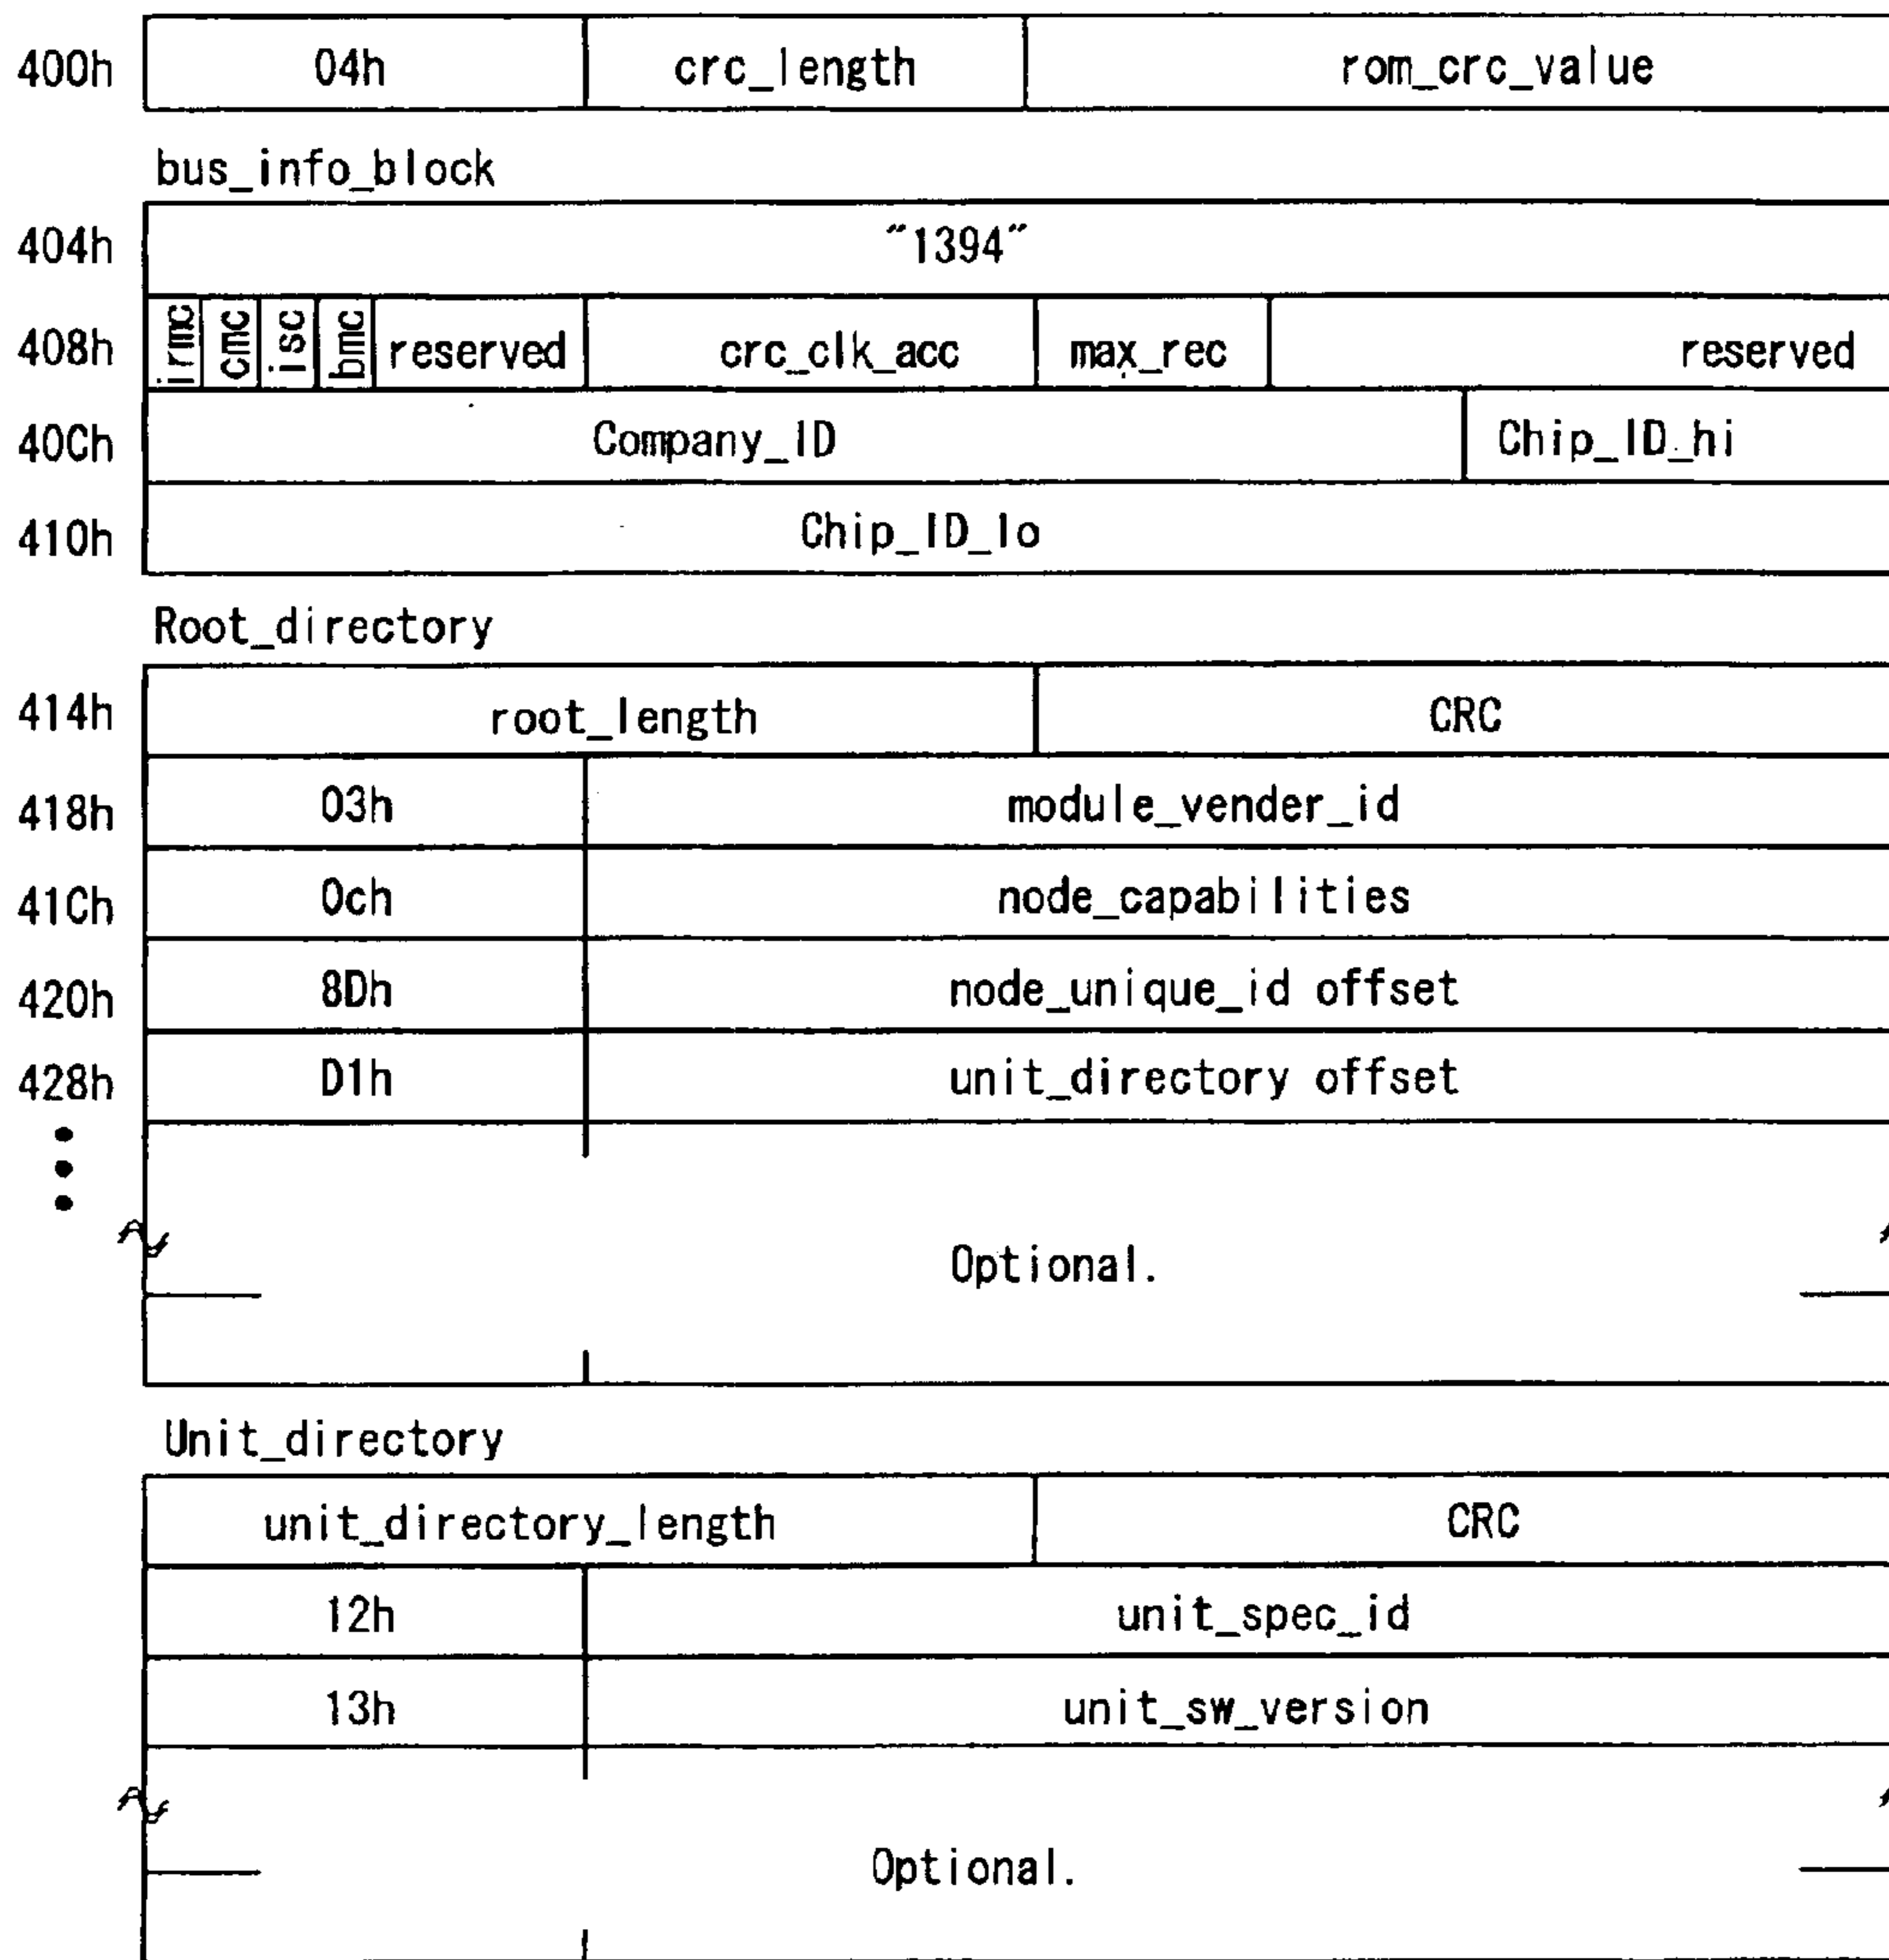 400h 04h crc_length rom_crc_value
bus_info_block
404h "1394"
408h irmc cmc isc bmc reserved crc_clk_acc max_rec reserved
40Ch Company_ID Chip_ID_hi
410h Chip_ID_lo
Root_directory
414h root_length CRC
418h 03h module_vender_id
41Ch 0ch node_capabilities
420h 8Dh node_unique_id offset
428h D1h unit_directory offset
Optional.
Unit_directory
unit_directory_length CRC
12h unit_spec_id
13h unit_sw_version
Optional.